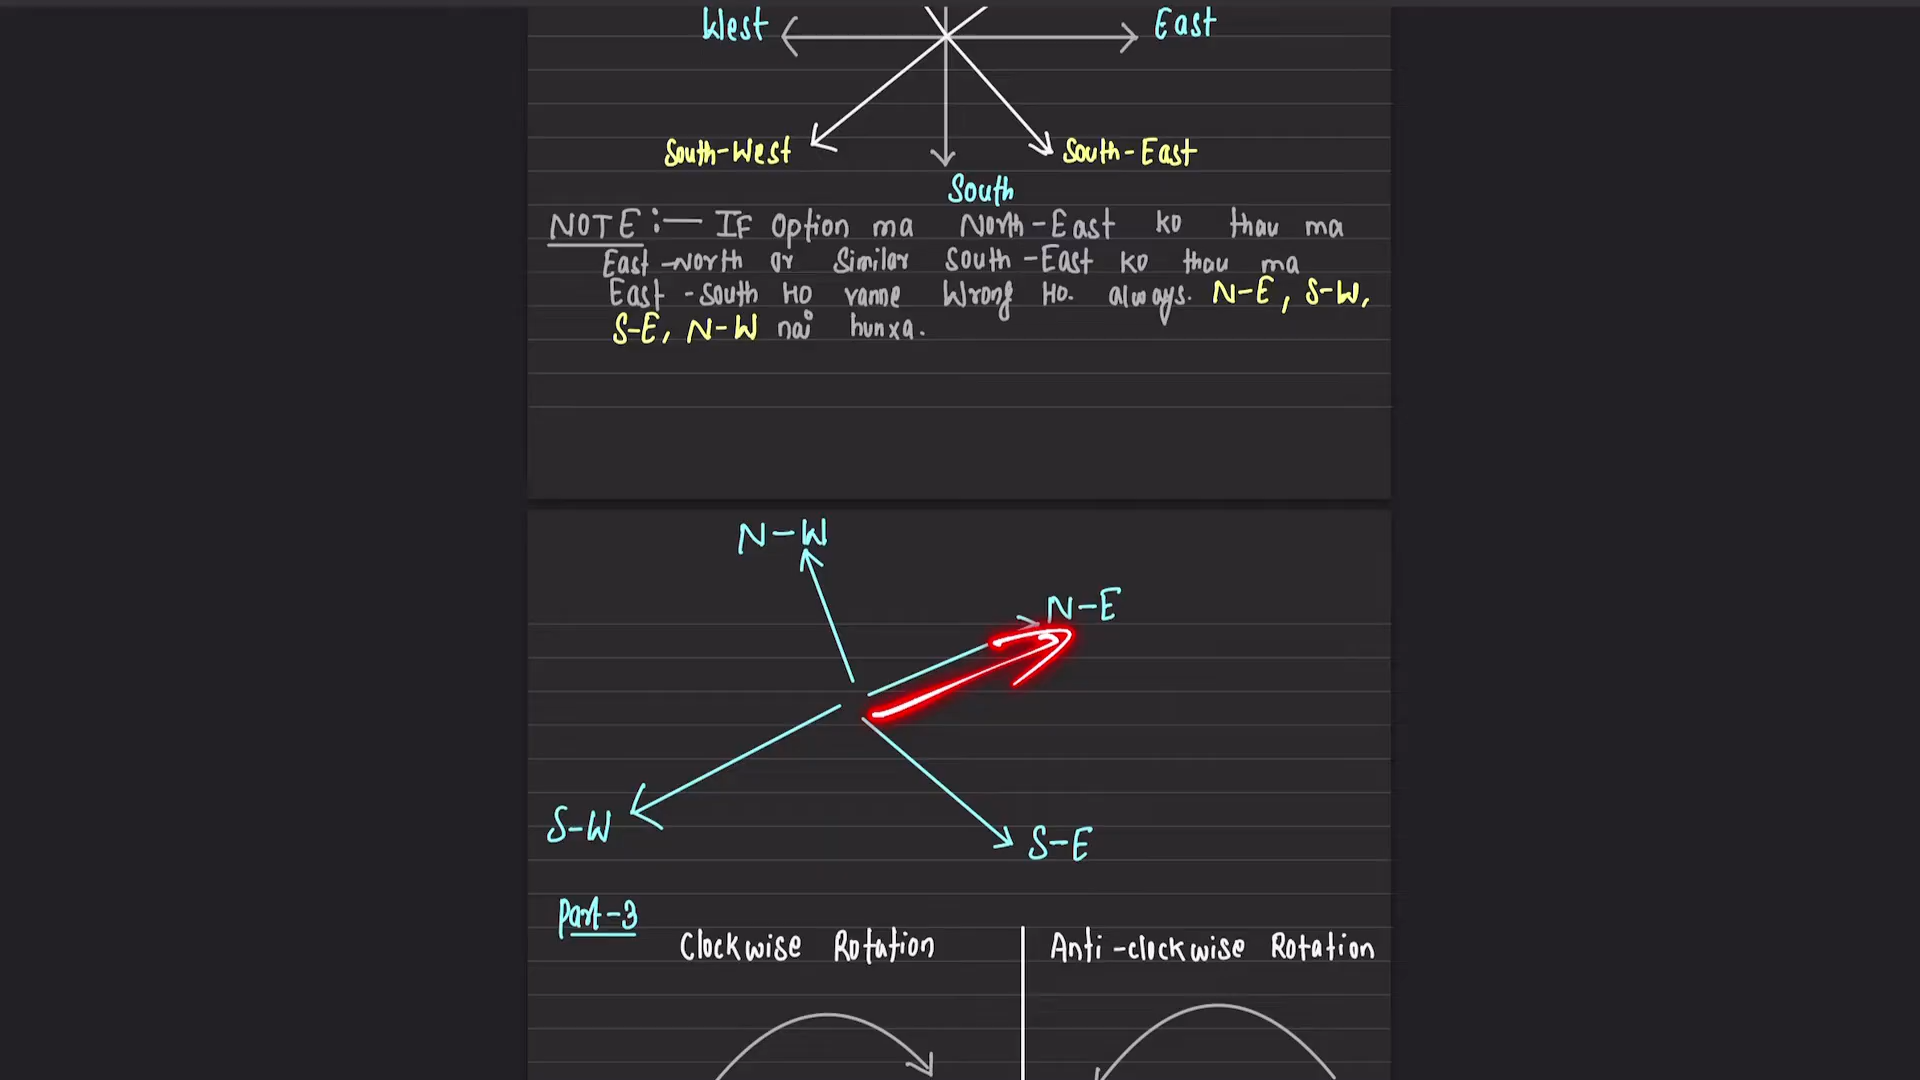 West East
South-West South-East
South
NOTE:— IF Option ma North-East ko thau ma
East-north or Similar South-East ko thau ma
East-South Ho vanne Wrong Ho. always. N-E, S-W,
S-E, N-W nai hunxa.
N-W
N-E
S-W
S-E
Part-3
Clockwise Rotation Anti-clockwise Rotation